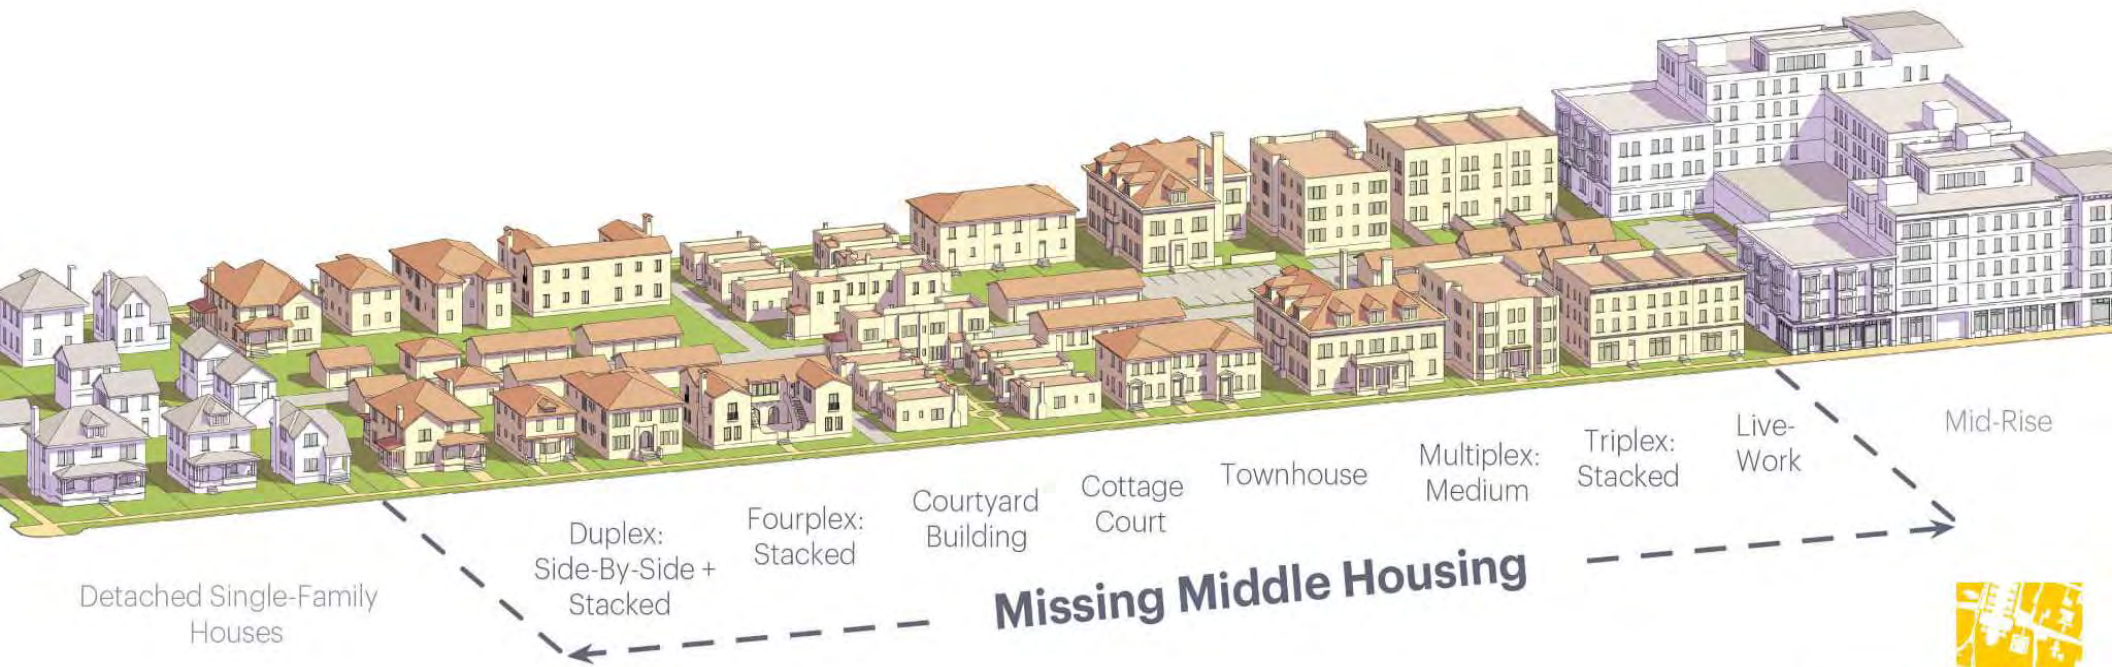 Detached Single-Family
Houses
Duplex:
Side-By-Side +
Stacked
Fourplex:
Stacked
Courtyard
Building
Cottage
Court
Townhouse
Multiplex:
Medium
Triplex:
Stacked
Live-
Work
Mid-Rise
Missing Middle Housing